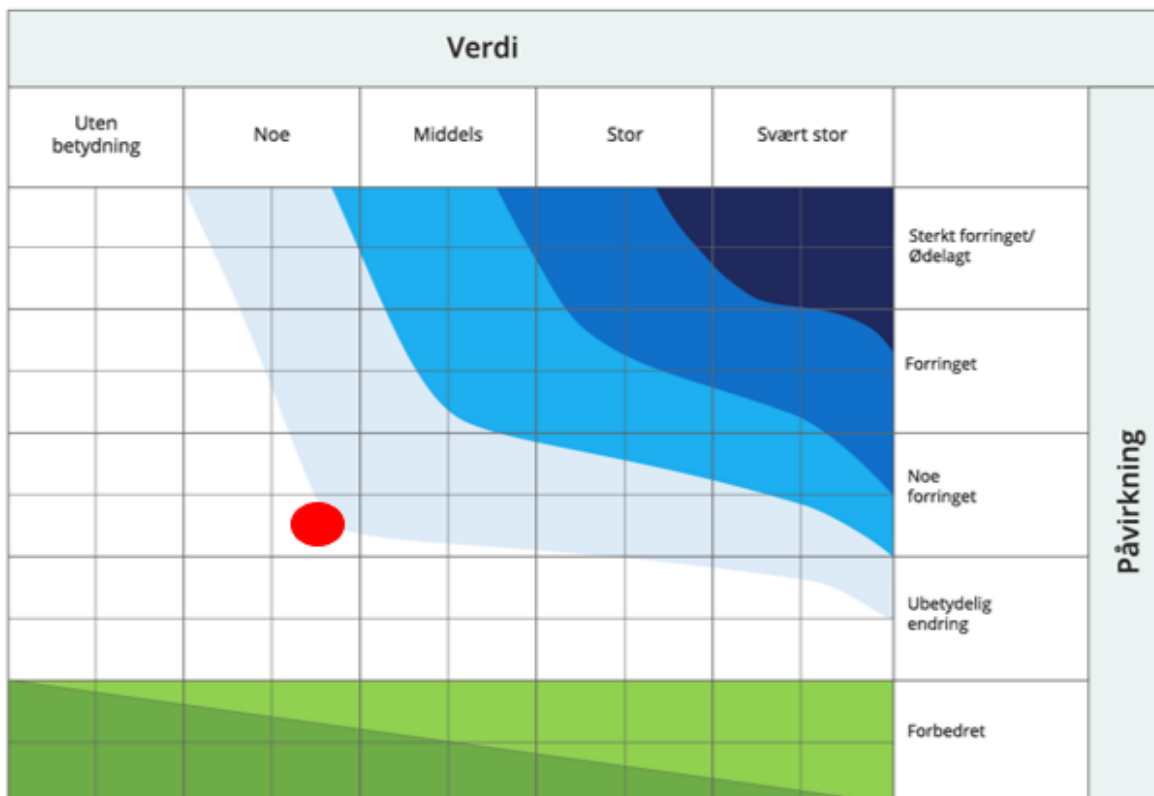 Verdi
Uten
betydning
Noe
Middels
Stor
Svært stor
Sterkt forringet/
Ødelagt
Forringet
Noe
forringet
Påvirkning
Ubetydelig
endring
Forbedret